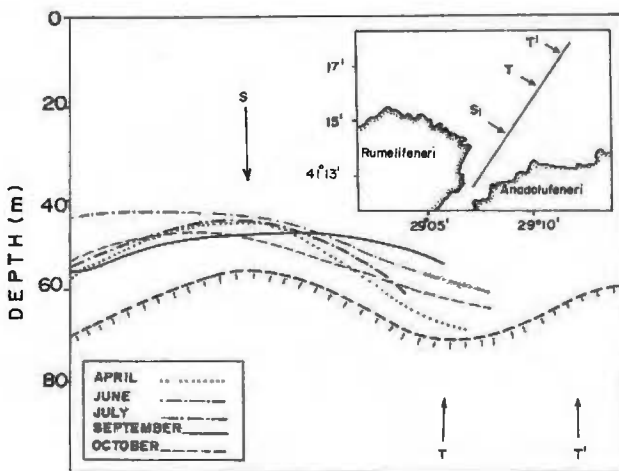 0
20
40
60
80
DEPTH (m)
S
T
T'
17'
15'
41°13'
29°05'
29°10'
T'
T
S1
Rumelifeneri
Anadolufeneri
APRIL
JUNE
JULY
SEPTEMBER
OCTOBER